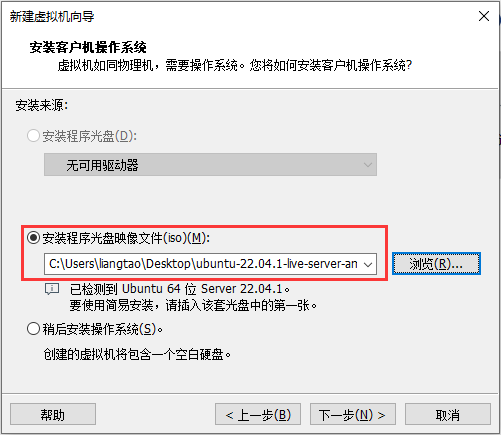 新建虚拟机向导
安装客户机操作系统
虚拟机如同物理机，需要操作系统。您将如何安装客户机操作系统?
安装来源:
安装程序光盘(D):
无可用驱动器
安装程序光盘映像文件(iso)(M):
C:\Users\liangtao\Desktop\ubuntu-22.04.1-live-server-an
浏览(R)...
已检测到 Ubuntu 64 位 Server 22.04.1。
要使用简易安装，请插入该套光盘中的第一张。
稍后安装操作系统(S)。
创建的虚拟机将包含一个空白硬盘。
帮助
< 上一步(B)
下一步(N) >
取消